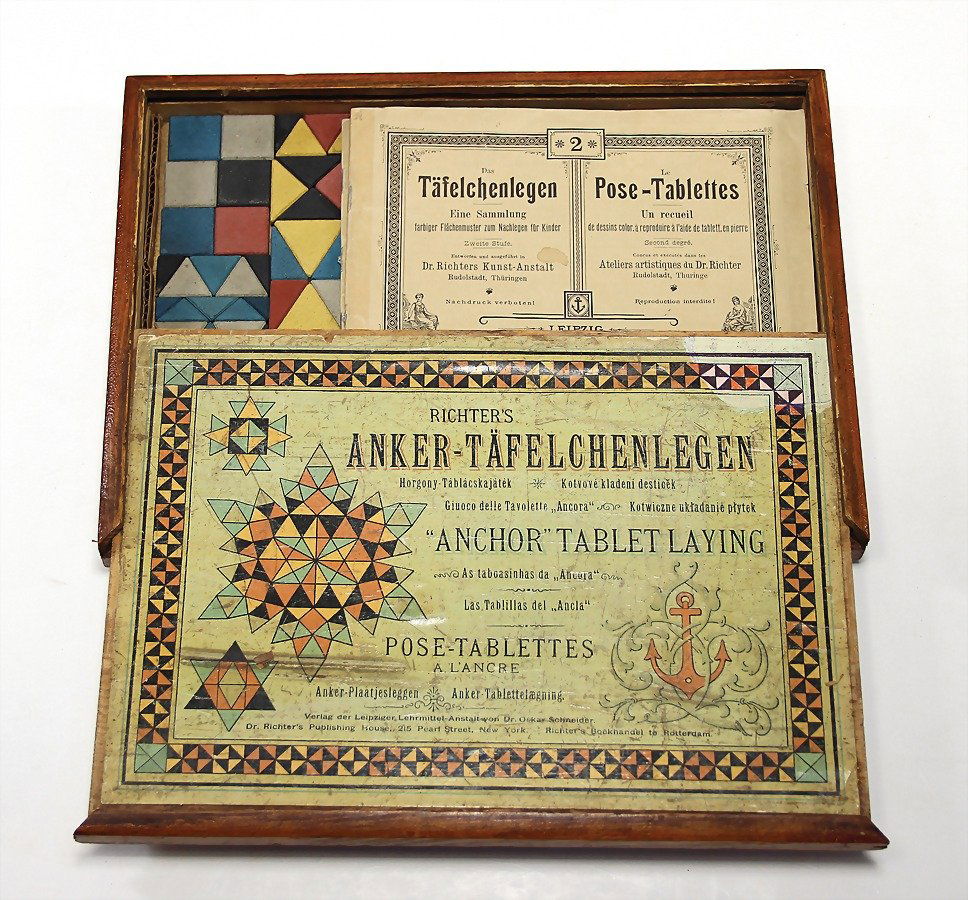 2
Das
Täfelchenlegen
Eine Sammlung
farbiger Flächenmuster zum Nachlegen für Kinder
Zweite Stufe.
Entworfen und ausgeführt in
Dr. Richters Kunst-Anstalt
Rudolstadt, Thüringen
Nachdruck verboten!
Le
Pose-Tablettes
Un recueil
de dessins color. à reproduire à l'aide de tablett. en pierre
Second degré.
Concus et exécutés dans les
Ateliers artistiques du Dr. Richter
Rudolstadt, Thuringe
Reproduction interdite!
LEIPZIG
RICHTER'S
ANKER-TÄFELCHENLEGEN
Horgony-Táblácskajáték Kotvové kladení destiček
Giuoco delle Tavolette „Ancora“ Kotwiczne układanie płytek
“ANCHOR” TABLET LAYING
As taboasinhas da „Ancora“
Las Tablillas del „Ancla“
POSE-TABLETTES
A L'ANCRE
Anker-Plaatjesleggen Anker-Tablettelægning.
Verlag der Leipziger Lehrmittel-Anstalt von Dr. Oskar Schneider.
Dr. Richter's Publishing House, 215 Pearl Street, New York. Richter's Boekhandel te Rotterdam.